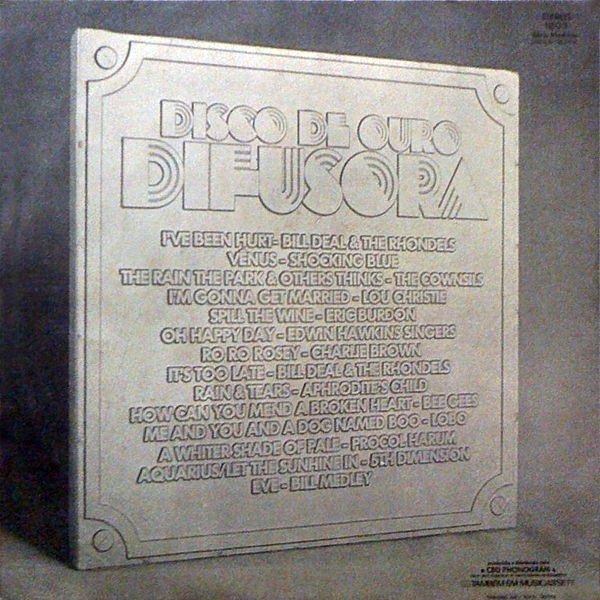 DISCO DE OURO
DIFUSORA
I'VE BEEN HURT - BILL DEAL & THE RHONDELS
VENUS - SHOCKING BLUE
THE RAIN THE PARK & OTHERS THINKS - THE COWNSILS
I'M GONNA GET MARRIED - LOU CHRISTIE
SPILL THE WINE - ERIC BURDON
OH HAPPY DAY - EDWIN HAWKINS SINGERS
RO RO ROSEY - CHARLIE BROWN
IT'S TOO LATE - BILL DEAL & THE RHONDELS
RAIN & TEARS - APHRODITE'S CHILD
HOW CAN YOU MEND A BROKEN HEART - BEE GEES
ME AND YOU AND A DOG NAMED BOO - LOBO
A WHITER SHADE OF PALE - PROCOL HARUM
AQUARIUS/LET THE SUNHINE IN - 5TH DIMENSION
EVE - BILL MEDLEY
CBD PHONOGRAM
TAMBÉM EM MUSICASSETE